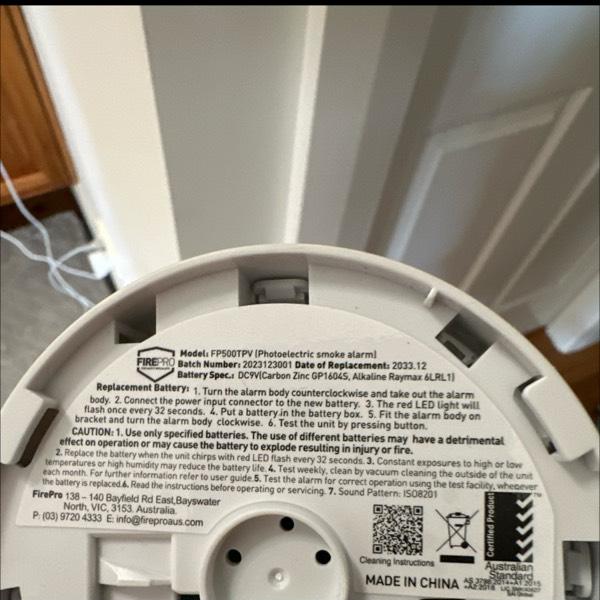 FIREPRO
Model: FP500TPV (Photoelectric smoke alarm)
Batch Number: 2023123001 Date of Replacement: 2033.12
Battery Spec.: DC9V(Carbon Zinc GP1604S, Alkaline Raymax 6LRL1)
Replacement Battery: 1. Turn the alarm body counterclockwise and take out the alarm
body. 2. Connect the power input connector to the new battery. 3. The red LED light will
flash once every 32 seconds. 4. Put a battery.in the battery box. 5. Fit the alarm body on
bracket and turn the alarm body clockwise. 6. Test the unit by pressing button.
CAUTION: 1. Use only specified batteries. The use of different batteries may have a detrimental
effect on operation or may cause the battery to explode resulting in injury or fire.
2. Replace the battery when the unit chirps with red LED flash every 32 seconds. 3. Constant exposures to high or low
temperatures or high humidity may reduce the battery life. 4. Test weekly, clean by vacuum cleaning the outside of the unit
each month. For further information refer to user guide.5. Test the alarm for correct operation using the test facility, whenever
the battery is replaced.6. Read the instructions before operating or servicing. 7. Sound Pattern: ISO8201
FirePro 138 – 140 Bayfield Rd East,Bayswater
North, VIC, 3153. Australia.
P: (03) 9720 4333 E: info@fireproaus.com
Cleaning Instructions
MADE IN CHINA
Certified Product
TM
Australian
Standard
AS 3786:2014+A1:2015
+A2:2018
SAI Global